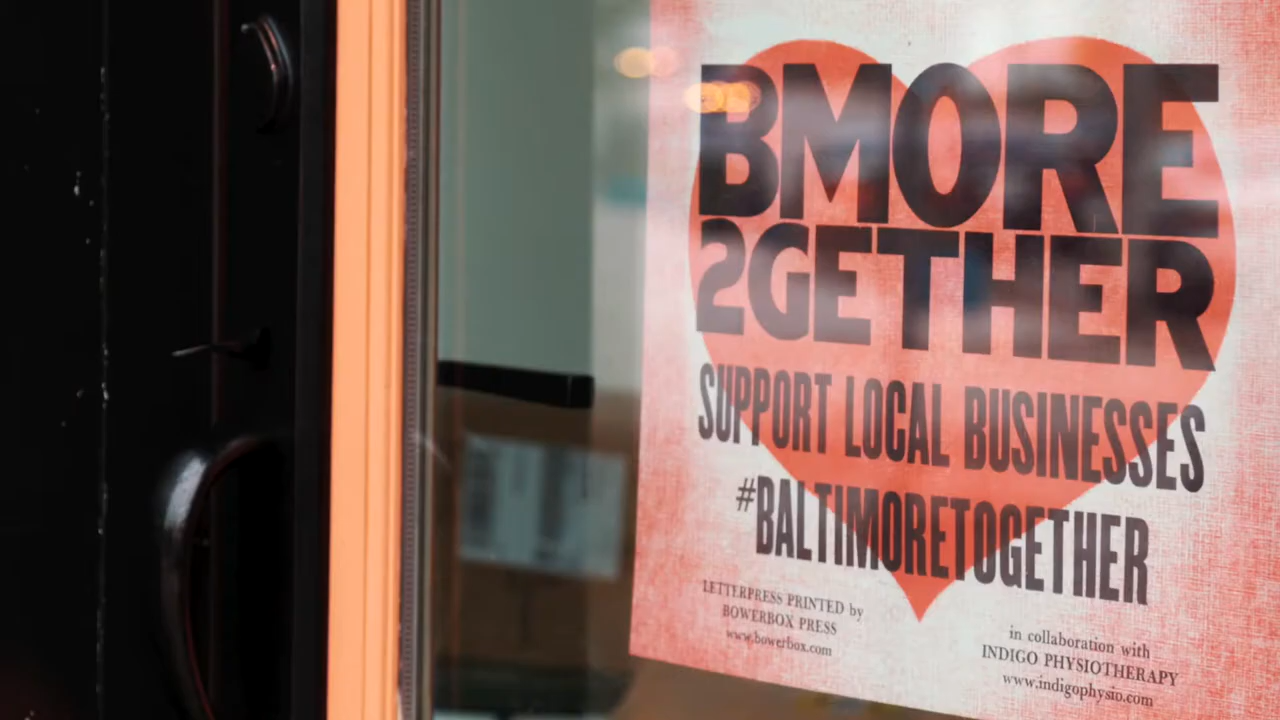 BMORE
2GETHER
SUPPORT LOCAL BUSINESSES
#BALTIMORETOGETHER
LETTERPRESS PRINTED by
BOWERBOX PRESS
www.bowerbox.com
in collaboration with
INDIGO PHYSIOTHERAPY
www.indigophysio.com